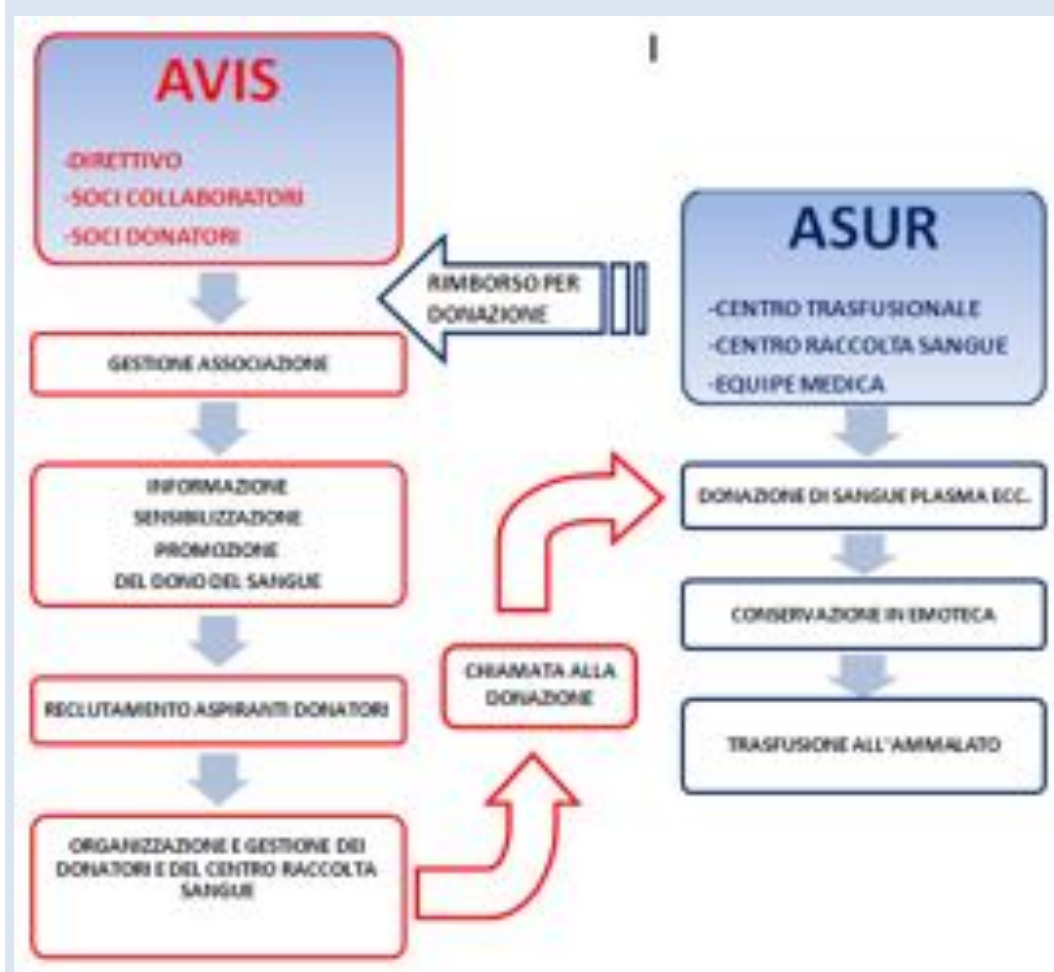 AVIS
-DIRETTIVO
-SOCI COLLABORATORI
-SOCI DONATORI
GESTIONE ASSOCIAZIONE
INFORMAZIONE
SENSIBILIZZAZIONE
PROMOZIONE
DEL DONO DEL SANGUE
RECLUTAMENTO ASPIRANTI DONATORI
ORGANIZZAZIONE E GESTIONE DEI
DONATORI E DEL CENTRO RACCOLTA
SANGUE
CHIAMATA ALLA
DONAZIONE
RIMBORSO PER
DONAZIONE
ASUR
-CENTRO TRASFUSIONALE
-CENTRO RACCOLTA SANGUE
-EQUIPE MEDICA
DONAZIONE DI SANGUE PLASMA ECC.
CONSERVAZIONE IN EMOTECA
TRASFUSIONE ALL'AMMALATO